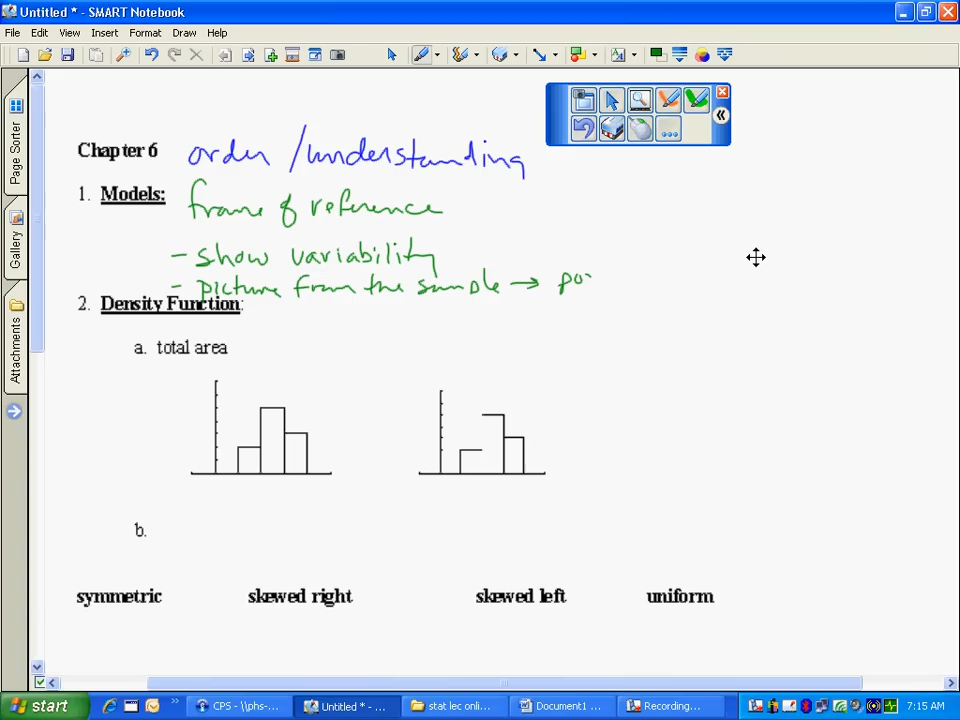 Untitled * - SMART Notebook
File Edit View Insert Format Draw Help
Page Sorter
Gallery
Attachments
Chapter 6 order / understanding
1. Models: frame of reference
- show variability
- picture from the sample → po
2. Density Function:
a. total area
b.
symmetric skewed right skewed left uniform
start CPS - \\phs-... Untitled * - ... stat lec onli... Document1 ... Recording... 7:15 AM